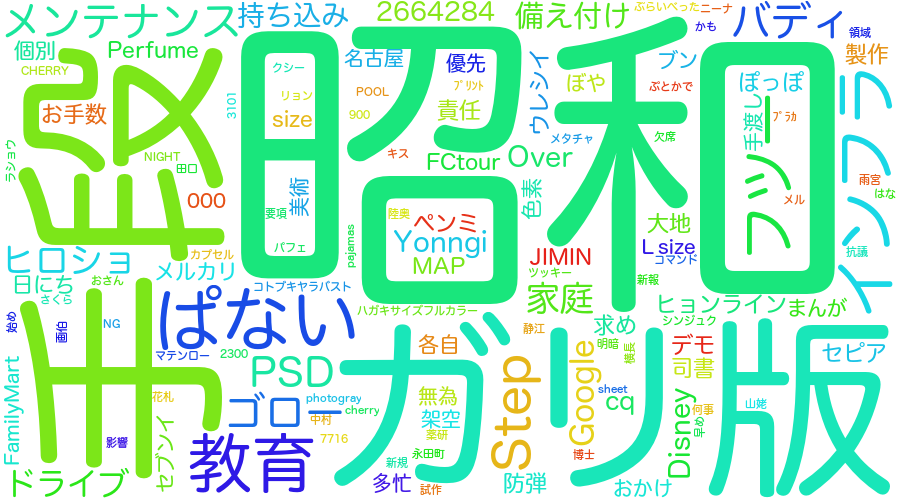 メンテナンス
持ち込み
2664284
備え付け
ぷらいべった
ニーナ
バディ
かも
領域
個別
Perfume
CHERRY
お手数
段
昭和
クシー
リョン
size
名古屋
優先
POOL
プリント
900
責任
キス
FCtour
Over
ウレシイ
ぼや
ブン
ぷとかで
メタチャ
欠席
ぽっぽ
手渡し
プラカ
フッツ
メル
製作
インフラ
雨宮
はな
抗議
3101
NIGHT
田口
ラショウ
000
美術
要項
パフェ
pajamas
陸奥
ペンミ
Yonngi
MAP
色素
大地
L size
コマンド
JIMIN
ツッキー
新報
ヒロショ
カプセル
メルカリ
日にち
おさん
さくら
コトブキヤラパスト
ハガキサイズフルカラー
家庭
ヒョンライン
まんが
シンジュク
始め
画伯
NG
ぱない
マテンロー
2300
静江
求め
明暗
横長
デモ
司書
セピア
手
ガリ版
PSD
各自
Step
Google
FamilyMart
花札
photogray
sheet
cq
Disney
何事
早め
山姥
ゴロー
cherry
中村
無為
架空
薬研
7716
影響
セブンイ
教育
永田町
新規
博士
ドライブ
多忙
試作
防弾
おかけ